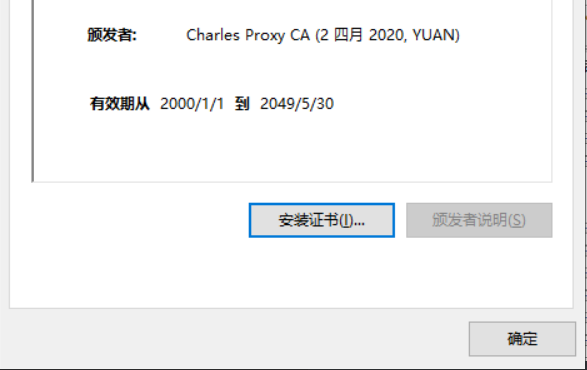 颁发者: Charles Proxy CA (2 四月 2020, YUAN)
有效期从 2000/1/1 到 2049/5/30
安装证书(I)... 颁发者说明(S)
确定